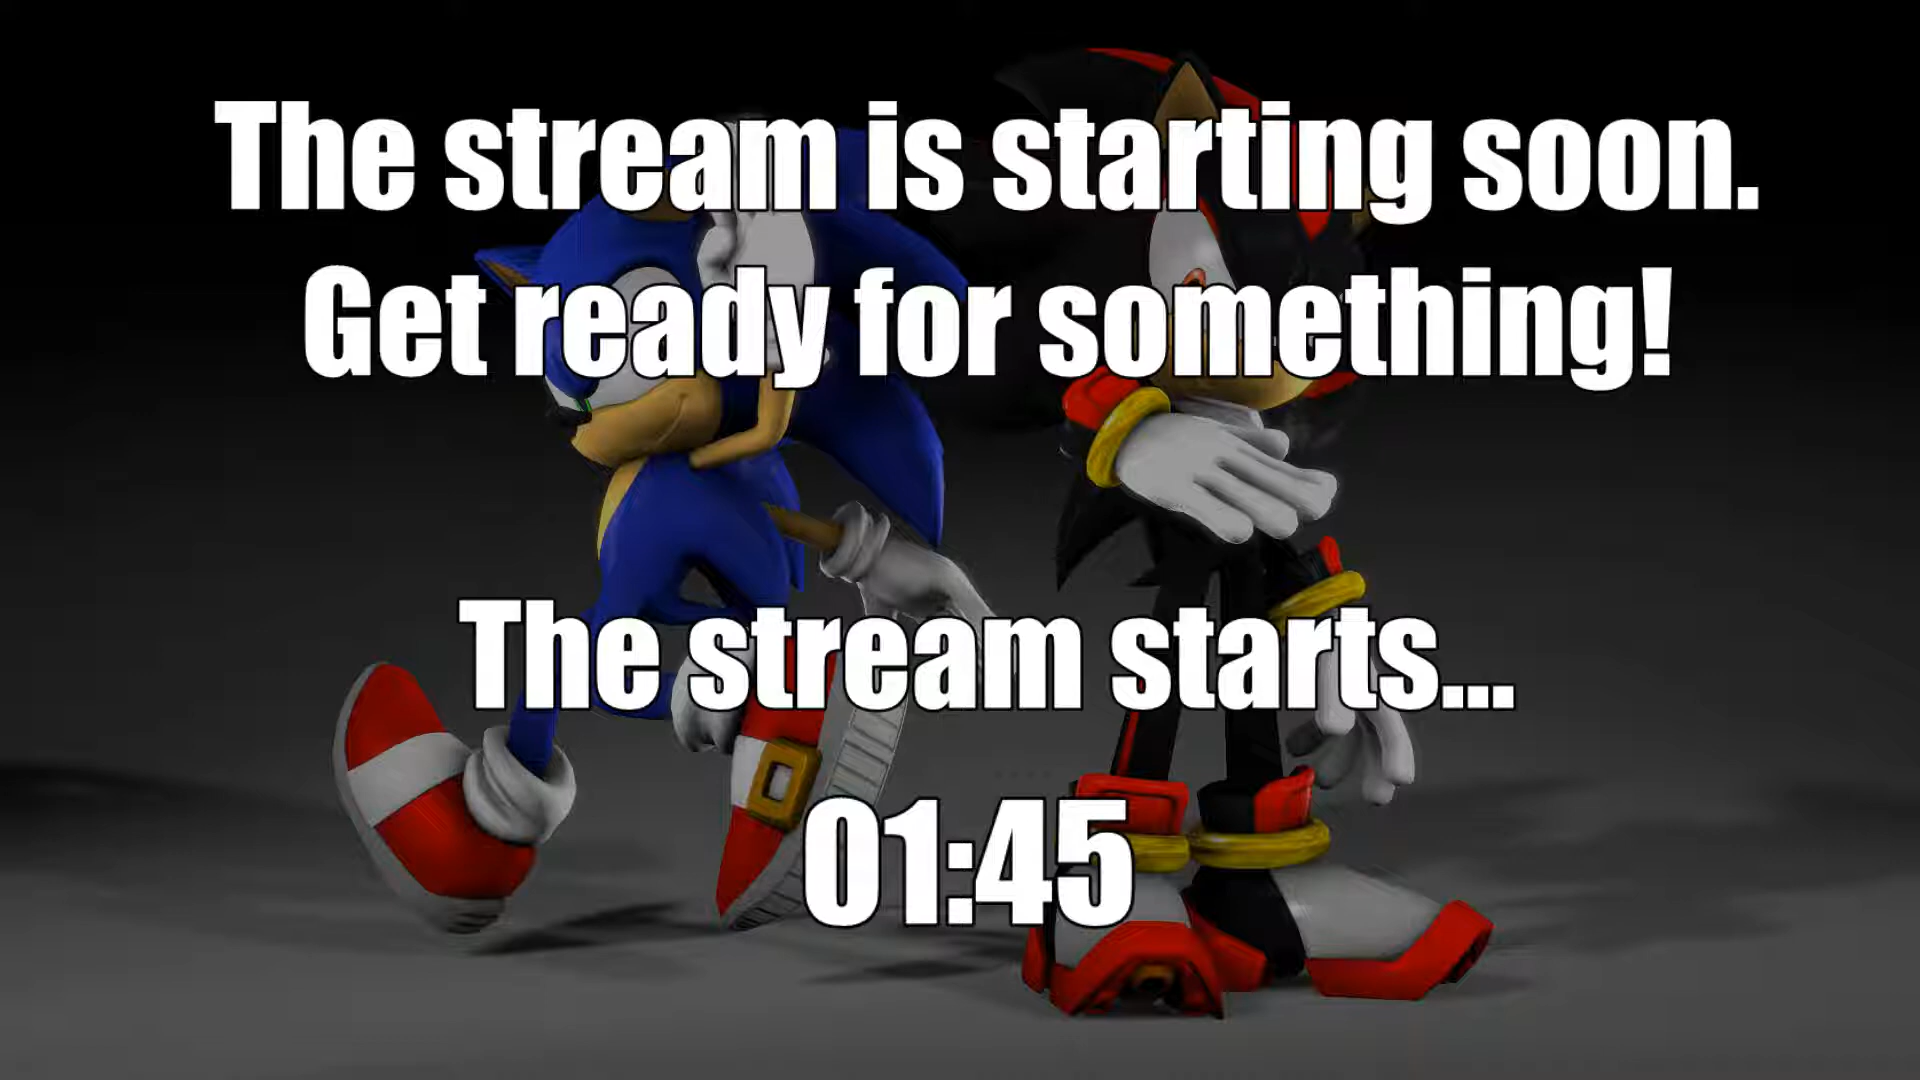 The stream is starting soon.
Get ready for something!
The stream starts...
01:45